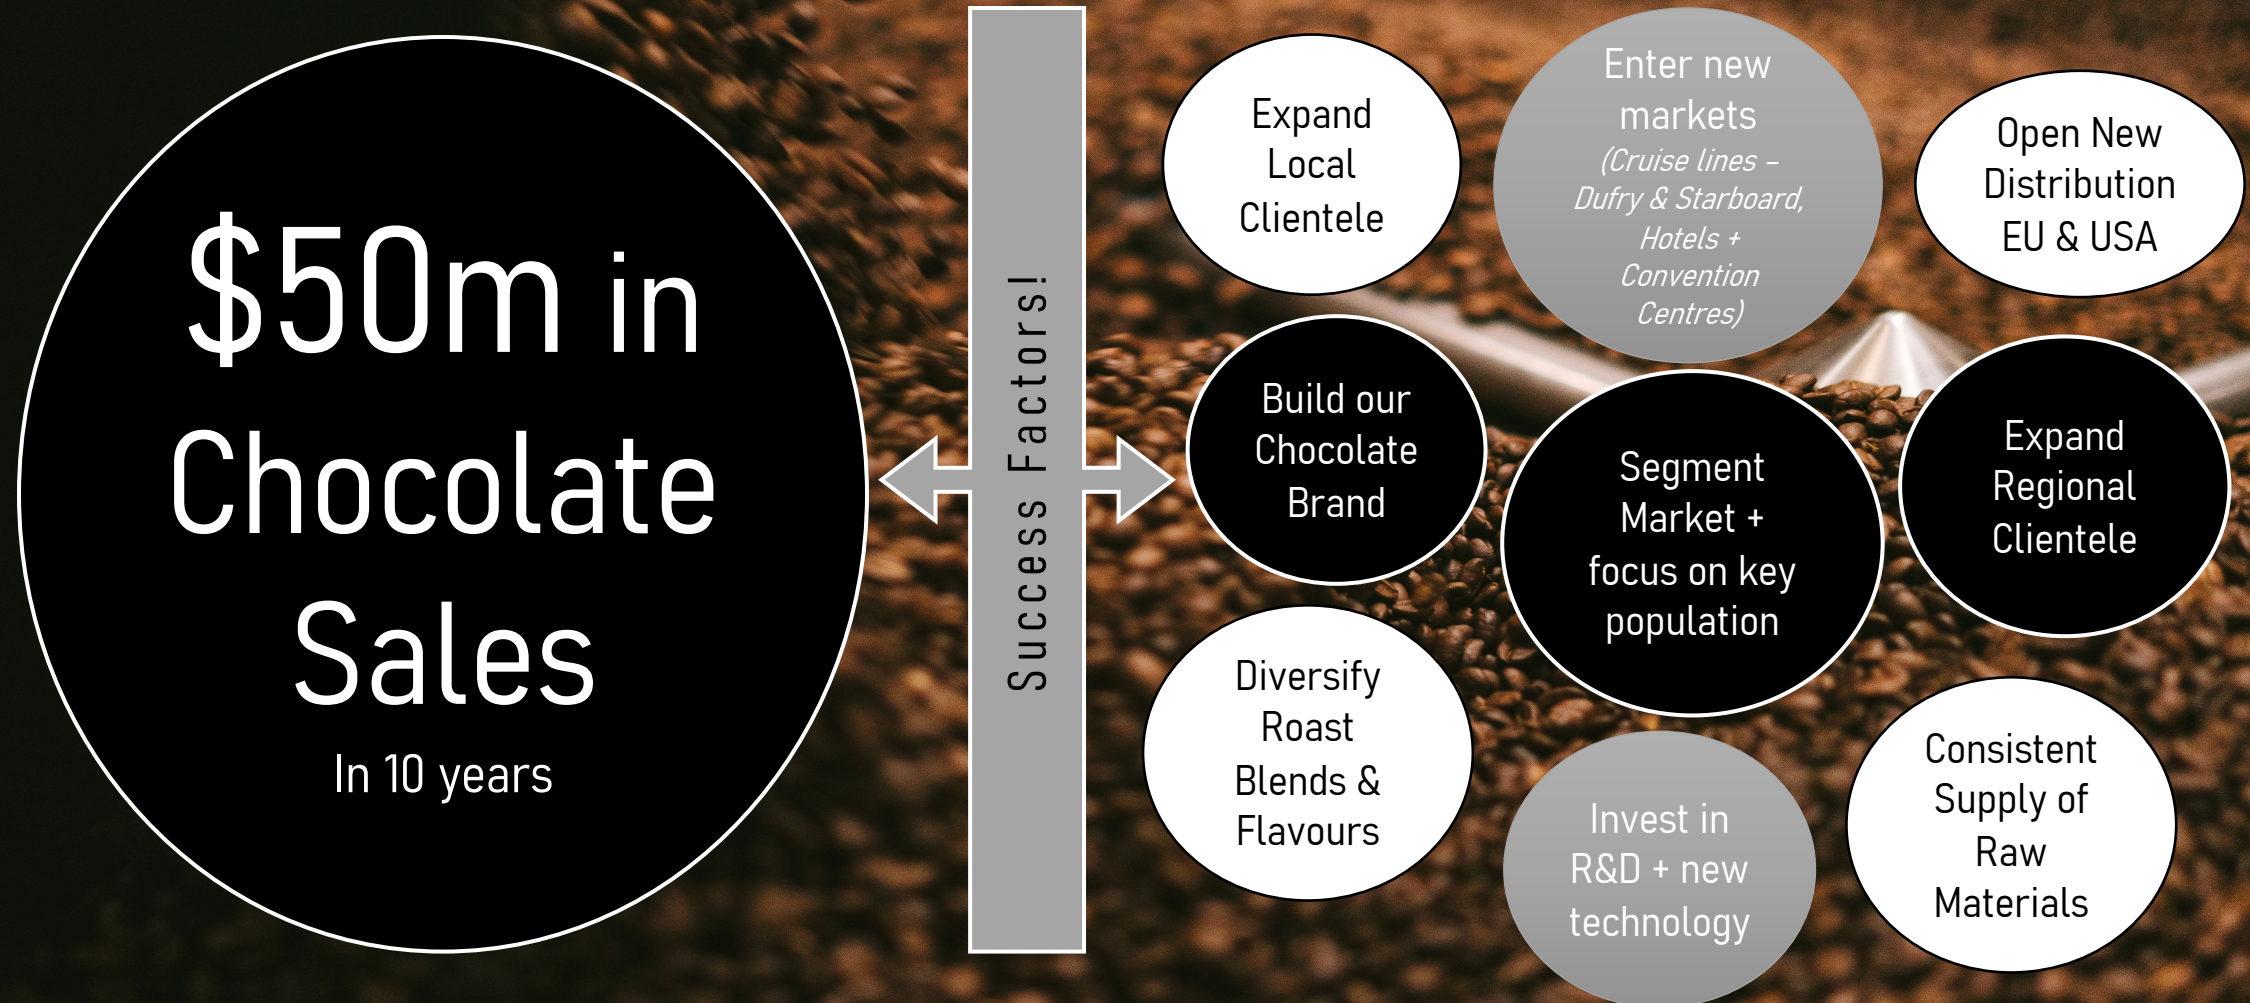 $50m in
Chocolate
Sales
In 10 years
Success Factors!
Expand
Local
Clientele
Enter new
markets
(Cruise lines –
Dufry & Starboard,
Hotels +
Convention
Centres)
Open New
Distribution
EU & USA
Build our
Chocolate
Brand
Segment
Market +
focus on key
population
Expand
Regional
Clientele
Diversify
Roast
Blends &
Flavours
Invest in
R&D + new
technology
Consistent
Supply of
Raw
Materials